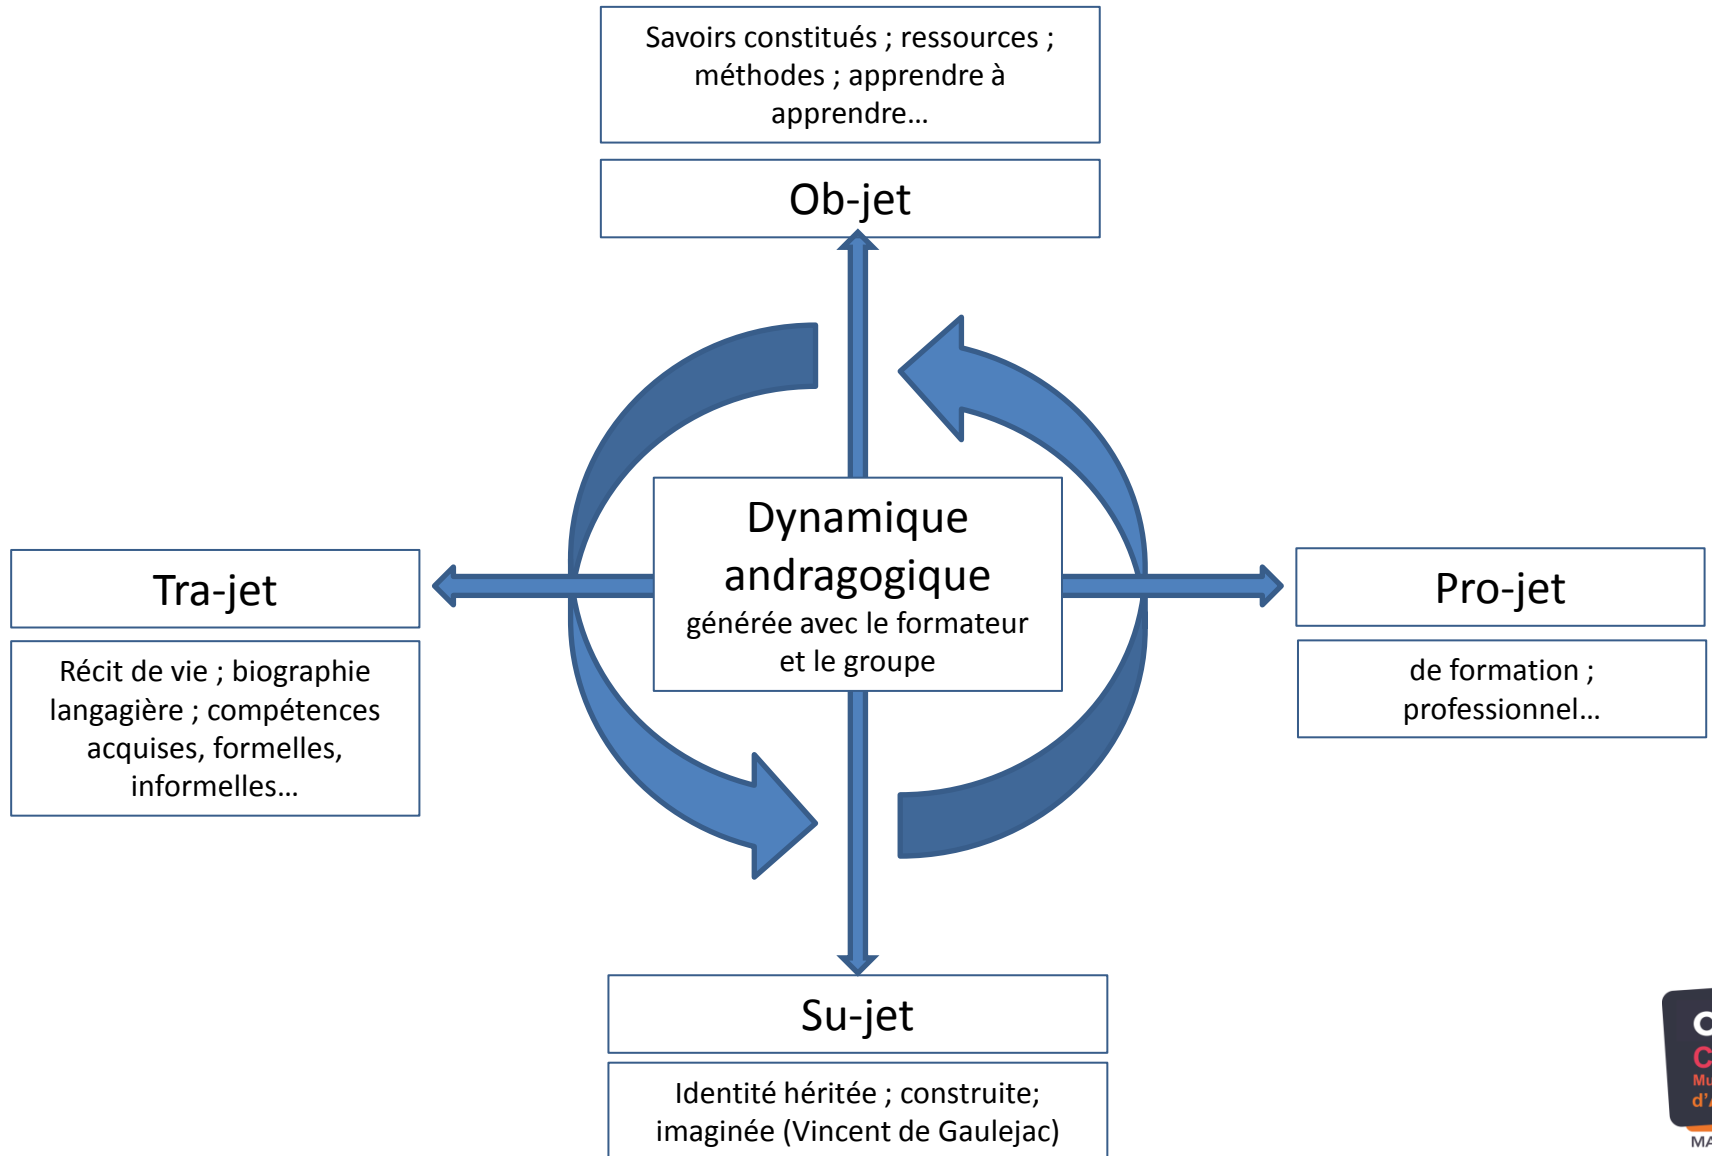 Savoirs constitués ; ressources ;
méthodes ; apprendre à
apprendre…
Ob-jet
Dynamique
andragogique
générée avec le formateur
et le groupe
Tra-jet
Récit de vie ; biographie
langagière ; compétences
acquises, formelles,
informelles…
Pro-jet
de formation ;
professionnel…
Su-jet
Identité héritée ; construite;
imaginée (Vincent de Gaulejac)